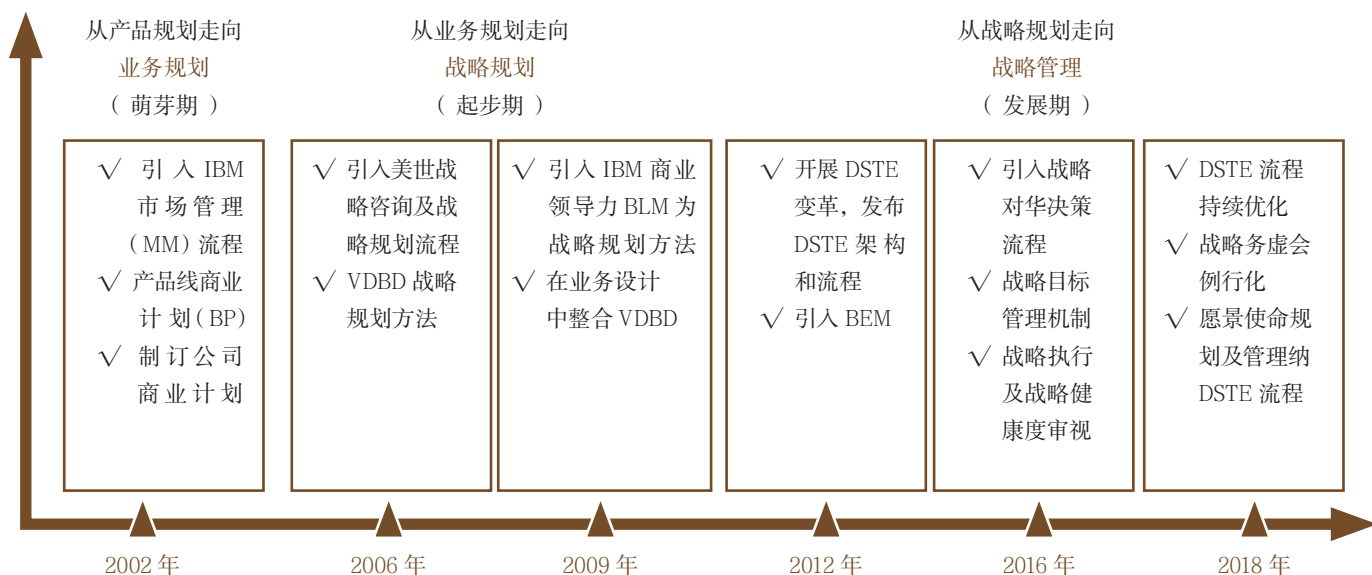 从产品规划走向
业务规划
（ 萌芽期 ）
从业务规划走向
战略规划
（ 起步期 ）
从战略规划走向
战略管理
（ 发展期 ）
√ 引入 IBM
市场管理
（MM）流程
√ 产品线商业
计划（BP）
√ 制订公司
商业计划
√ 引入美世战
略咨询及战
略规划流程
√ VDBD 战略
规划方法
√ 引入 IBM 商业
领导力 BLM 为
战略规划方法
√ 在业务设计
中整合 VDBD
√ 开展 DSTE
变革，发布
DSTE 架构
和流程
√ 引入 BEM
√ 引入战略
对华决策
流程
√ 战略目标
管理机制
√ 战略执行
及战略健
康度审视
√ DSTE 流程
持续优化
√ 战略务虚会
例行化
√ 愿景使命规
划及管理纳
DSTE 流程
2002 年
2006 年
2009 年
2012 年
2016 年
2018 年